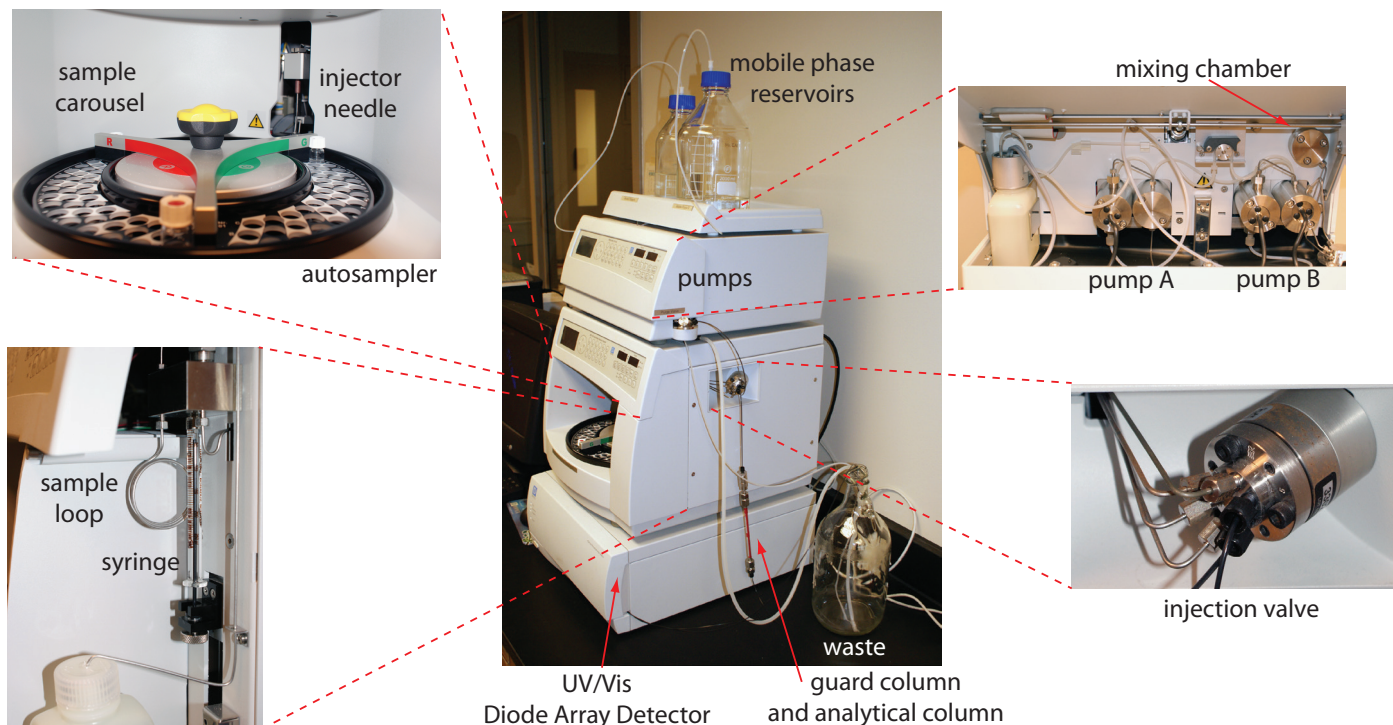 sample
carousel
injector
needle
R
G
autosampler
mobile phase
reservoirs
mixing chamber
pumps
pump A
pump B
sample
loop
syringe
injection valve
waste
UV/Vis
Diode Array Detector
guard column
and analytical column